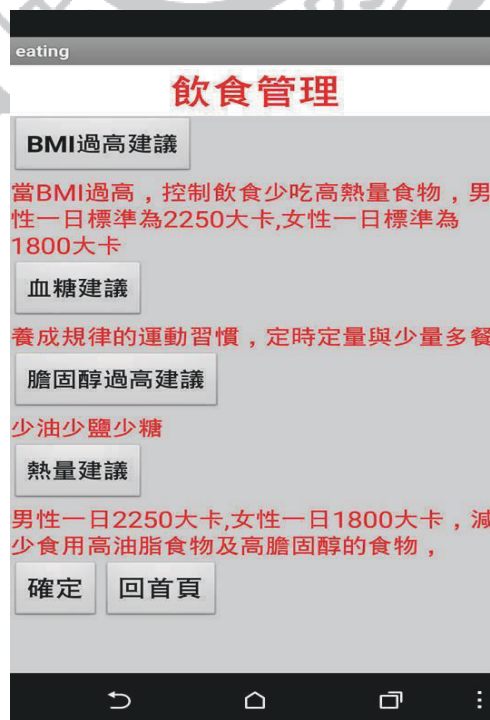 eating
飲食管理
BMI過高建議
當BMI過高，控制飲食少吃高熱量食物，男
性一日標準為2250大卡,女性一日標準為
1800大卡
血糖建議
養成規律的運動習慣，定時定量與少量多餐
膽固醇過高建議
少油少鹽少糖
熱量建議
男性一日2250大卡,女性一日1800大卡，減
少食用高油脂食物及高膽固醇的食物，
確定 回首頁